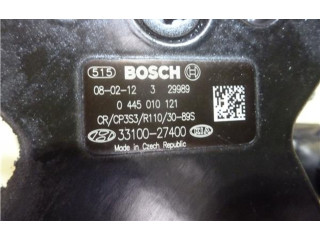 515 BOSCH
08-02-12 3 29989
0 445 010 121
CR/CP3S3/R110/30-89S
33100-27400 KIA
Made in Czech Republic